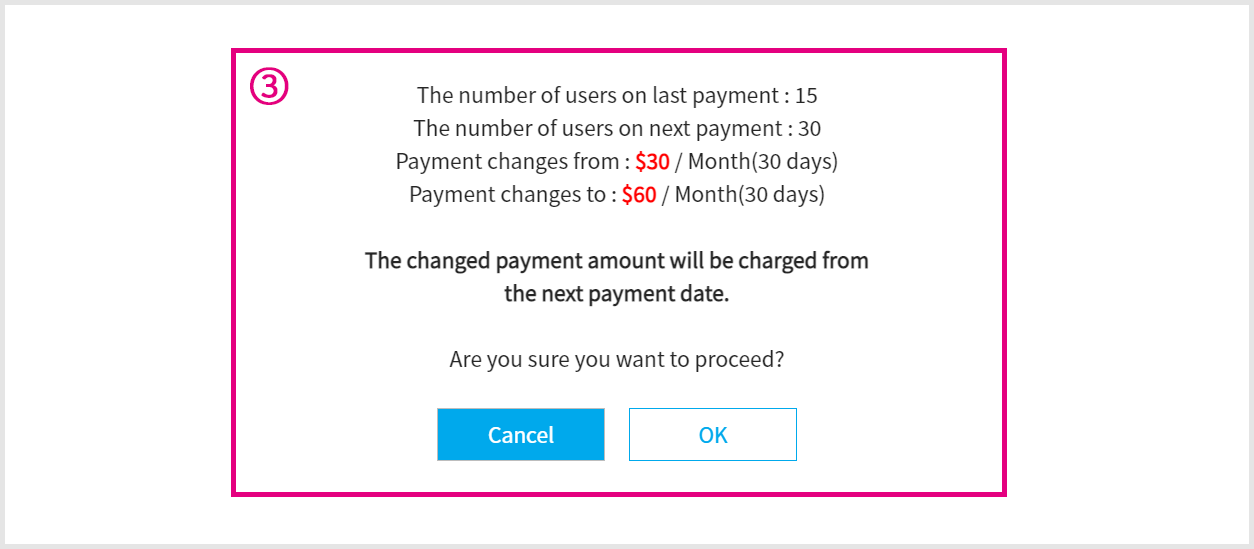 ③
The number of users on last payment : 15
The number of users on next payment : 30
Payment changes from : $30 / Month(30 days)
Payment changes to : $60 / Month(30 days)
The changed payment amount will be charged from
the next payment date.
Are you sure you want to proceed?
Cancel
OK